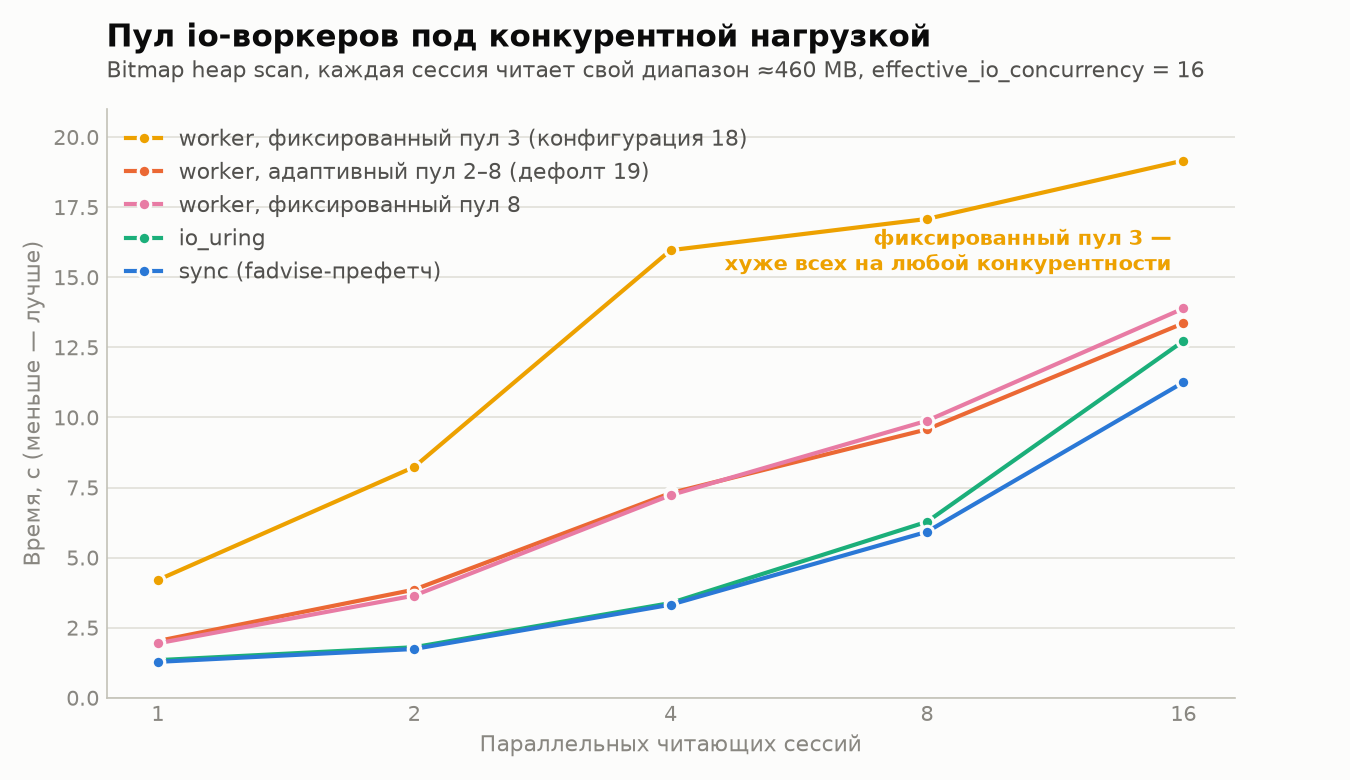 Пул io-воркеров под конкурентной нагрузкой
Bitmap heap scan, каждая сессия читает свой диапазон ≈460 MB, effective_io_concurrency = 16
worker, фиксированный пул 3 (конфигурация 18)
worker, адаптивный пул 2–8 (дефолт 19)
worker, фиксированный пул 8
io_uring
sync (fadvise-префетч)
фиксированный пул 3 —
хуже всех на любой конкурентности
Время, с (меньше — лучше)
20.0
17.5
15.0
12.5
10.0
7.5
5.0
2.5
0.0
1 2 4 8 16
Параллельных читающих сессий